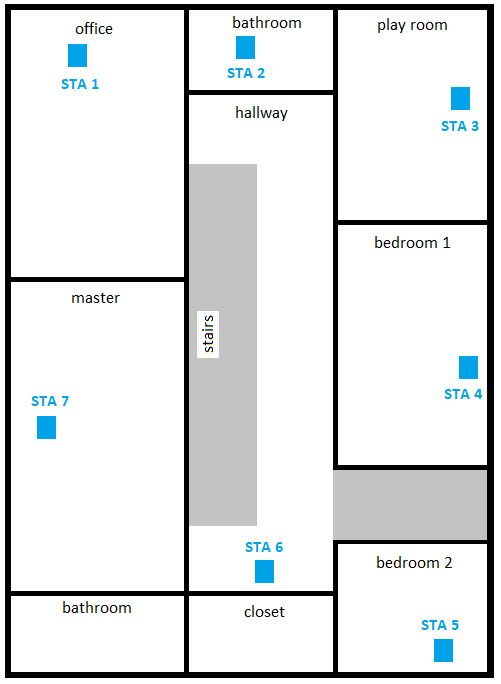 office
STA 1
bathroom
STA 2
play room
STA 3
hallway
bedroom 1
STA 4
master
STA 7
stairs
STA 6
bedroom 2
STA 5
bathroom
closet